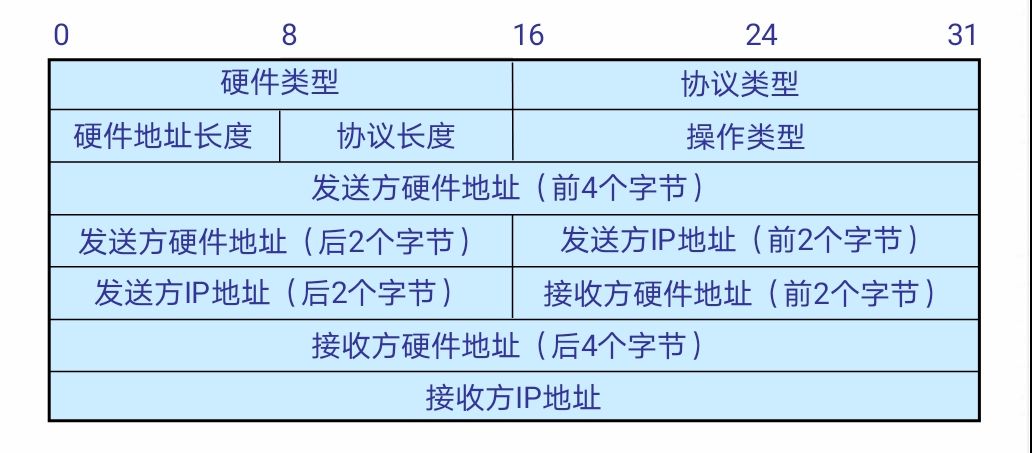 0 8 16 24 31
硬件类型 协议类型
硬件地址长度 协议长度 操作类型
发送方硬件地址（前4个字节）
发送方硬件地址（后2个字节） 发送方IP地址（前2个字节）
发送方IP地址（后2个字节） 接收方硬件地址（前2个字节）
接收方硬件地址（后4个字节）
接收方IP地址